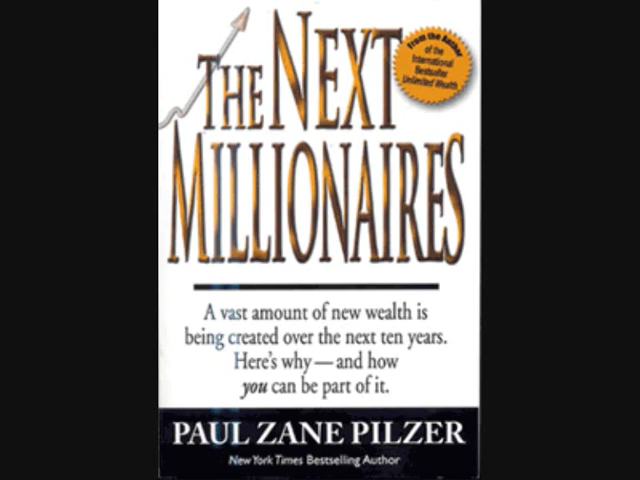 THE NEXT
MILLIONAIRES
From the Author
of the
International
Bestseller
Unlimited Wealth
A vast amount of new wealth is
being created over the next ten years.
Here's why—and how
you can be part of it.
PAUL ZANE PILZER
New York Times Bestselling Author